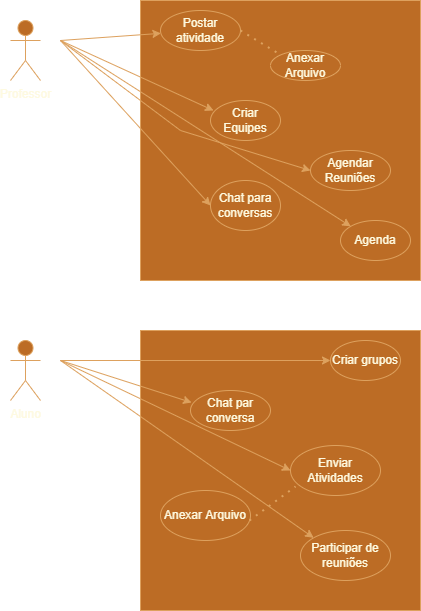 Postar
atividade
Anexar
Arquivo
Professor
Criar
Equipes
Agendar
Reuniões
Chat para
conversas
Agenda
Criar grupos
Aluno
Chat par
conversa
Enviar
Atividades
Anexar Arquivo
Participar de
reuniões